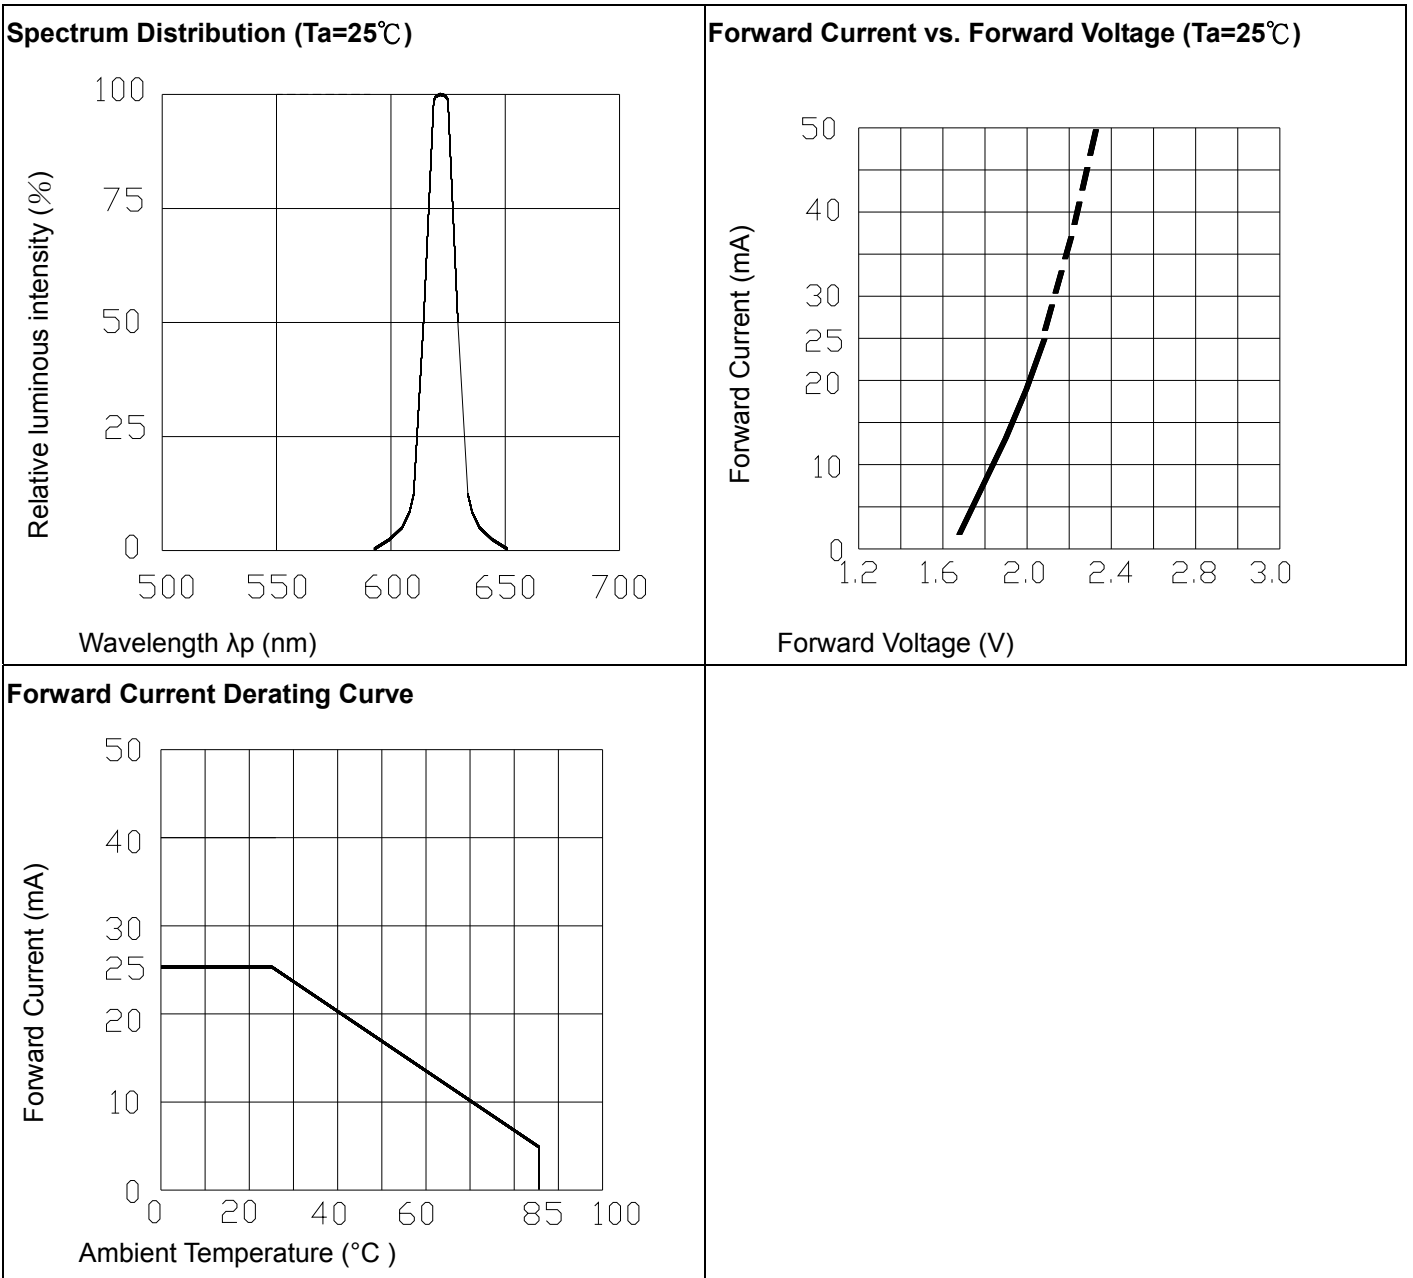 Spectrum Distribution (Ta=25℃)
100
75
50
25
0
Relative luminous intensity (%)
500 550 600 650 700
Wavelength λp (nm)
Forward Current vs. Forward Voltage (Ta=25℃)
50
40
30
25
20
10
0
Forward Current (mA)
1.2 1.6 2.0 2.4 2.8 3.0
Forward Voltage (V)
Forward Current Derating Curve
50
40
30
25
20
10
0
Forward Current (mA)
0 20 40 60 85 100
Ambient Temperature (°C )